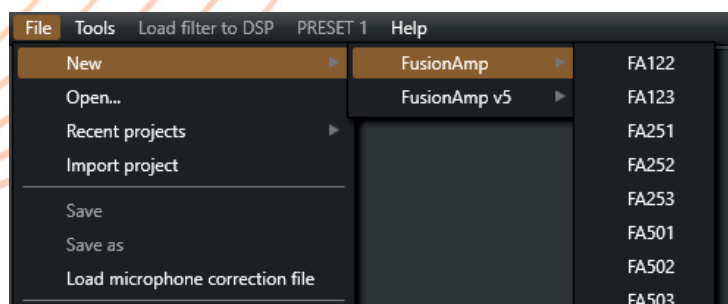 File Tools Load filter to DSP PRESET 1 Help
New FusionAmp FA122
Open... FusionAmp v5 FA123
Recent projects FA251
Import project FA252
FA253
Save
FA501
Save as
FA502
Load microphone correction file
FA503